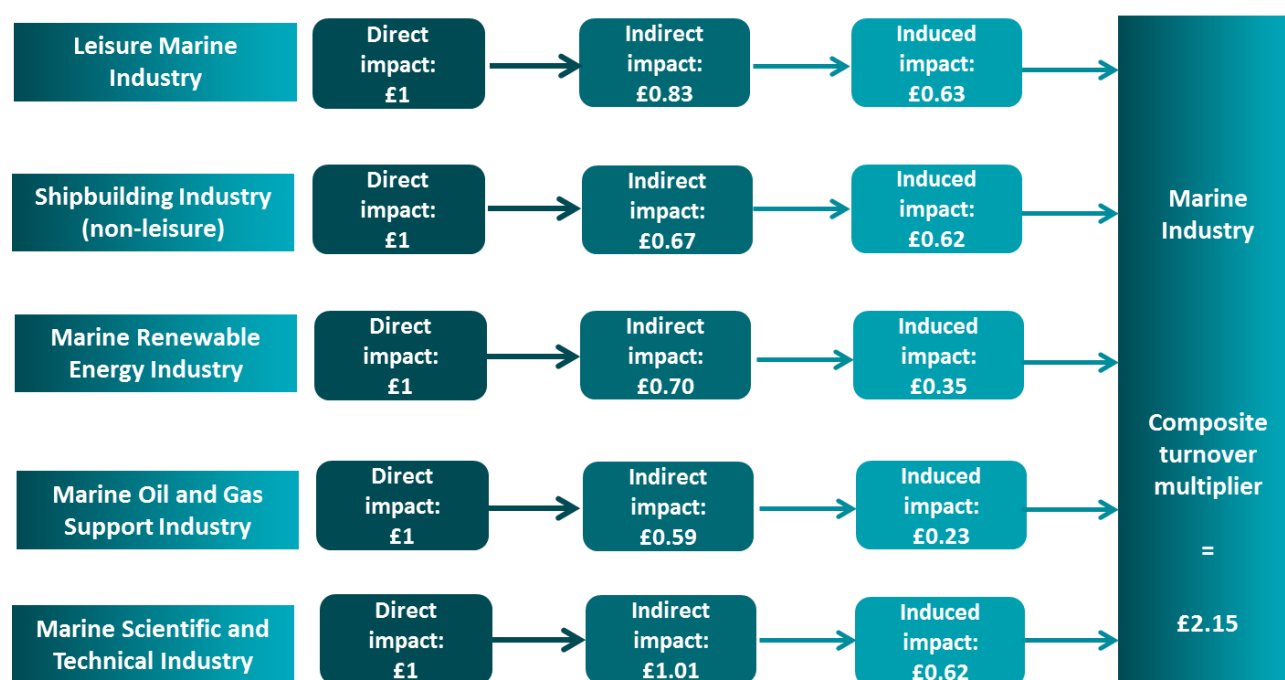 Leisure Marine
Industry
Direct
impact:
£1
Indirect
impact:
£0.83
Induced
impact:
£0.63
Shipbuilding Industry
(non-leisure)
Direct
impact:
£1
Indirect
impact:
£0.67
Induced
impact:
£0.62
Marine Renewable
Energy Industry
Direct
impact:
£1
Indirect
impact:
£0.70
Induced
impact:
£0.35
Marine Oil and Gas
Support Industry
Direct
impact:
£1
Indirect
impact:
£0.59
Induced
impact:
£0.23
Marine Scientific and
Technical Industry
Direct
impact:
£1
Indirect
impact:
£1.01
Induced
impact:
£0.62
Marine
Industry
Composite
turnover
multiplier
=
£2.15